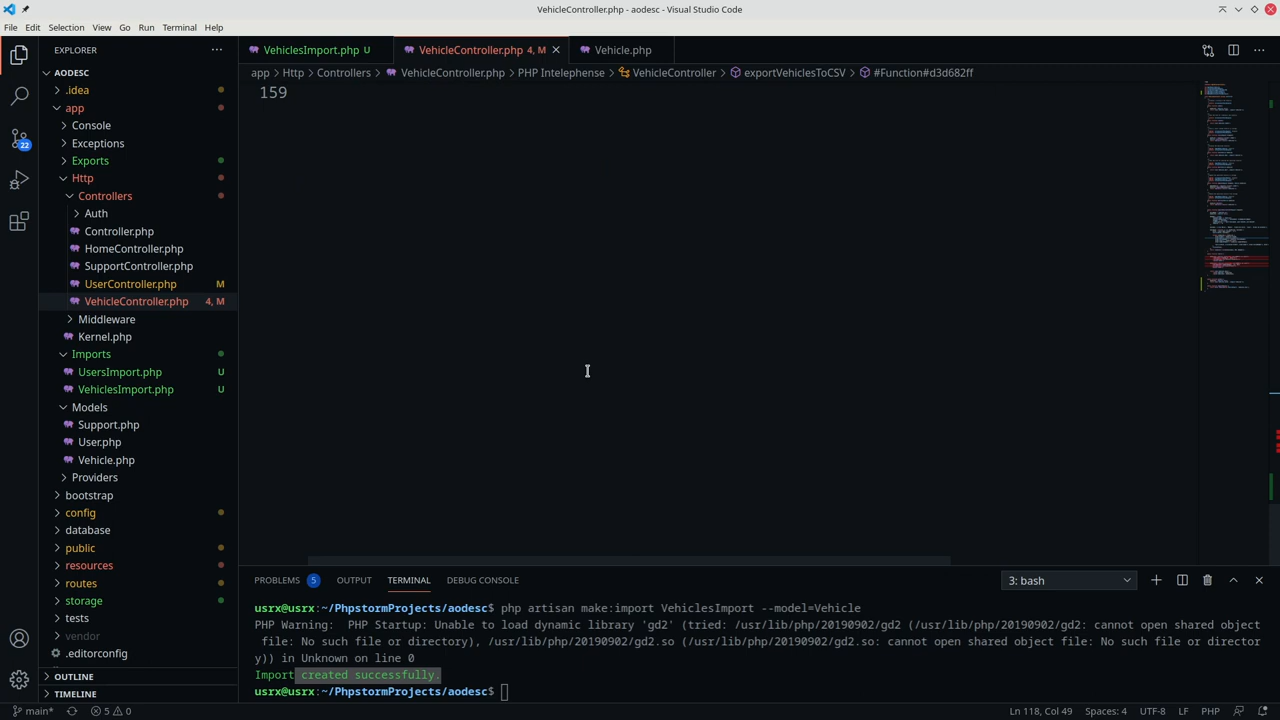 VehicleController.php - aodesc - Visual Studio Code
File Edit Selection View Go Run Terminal Help
EXPLORER
AODESC
.idea
app
Console
Exceptions
Exports
Http
Controllers
Auth
Controller.php
HomeController.php
SupportController.php
UserController.php M
VehicleController.php 4, M
Middleware
Kernel.php
Imports
UsersImport.php U
VehiclesImport.php U
Models
Support.php
User.php
Vehicle.php
Providers
bootstrap
config
database
public
resources
routes
storage
tests
vendor
.editorconfig
OUTLINE
TIMELINE
22
VehiclesImport.php U VehicleController.php 4, M Vehicle.php
app > Http > Controllers > VehicleController.php > PHP Intelephense > VehicleController > exportVehiclesToCSV > #Function#d3d682ff
159
PROBLEMS 5 OUTPUT TERMINAL DEBUG CONSOLE 3: bash
usrx@usrx:~/PhpstormProjects/aodesc$ php artisan make:import VehiclesImport --model=Vehicle
PHP Warning:  PHP Startup: Unable to load dynamic library 'gd2' (tried: /usr/lib/php/20190902/gd2 (/usr/lib/php/20190902/gd2: cannot open shared object
file: No such file or directory), /usr/lib/php/20190902/gd2.so (/usr/lib/php/20190902/gd2.so: cannot open shared object file: No such file or director
y)) in Unknown on line 0
Import created successfully.
usrx@usrx:~/PhpstormProjects/aodesc$
main* 5 0 Ln 118, Col 49 Spaces: 4 UTF-8 LF PHP